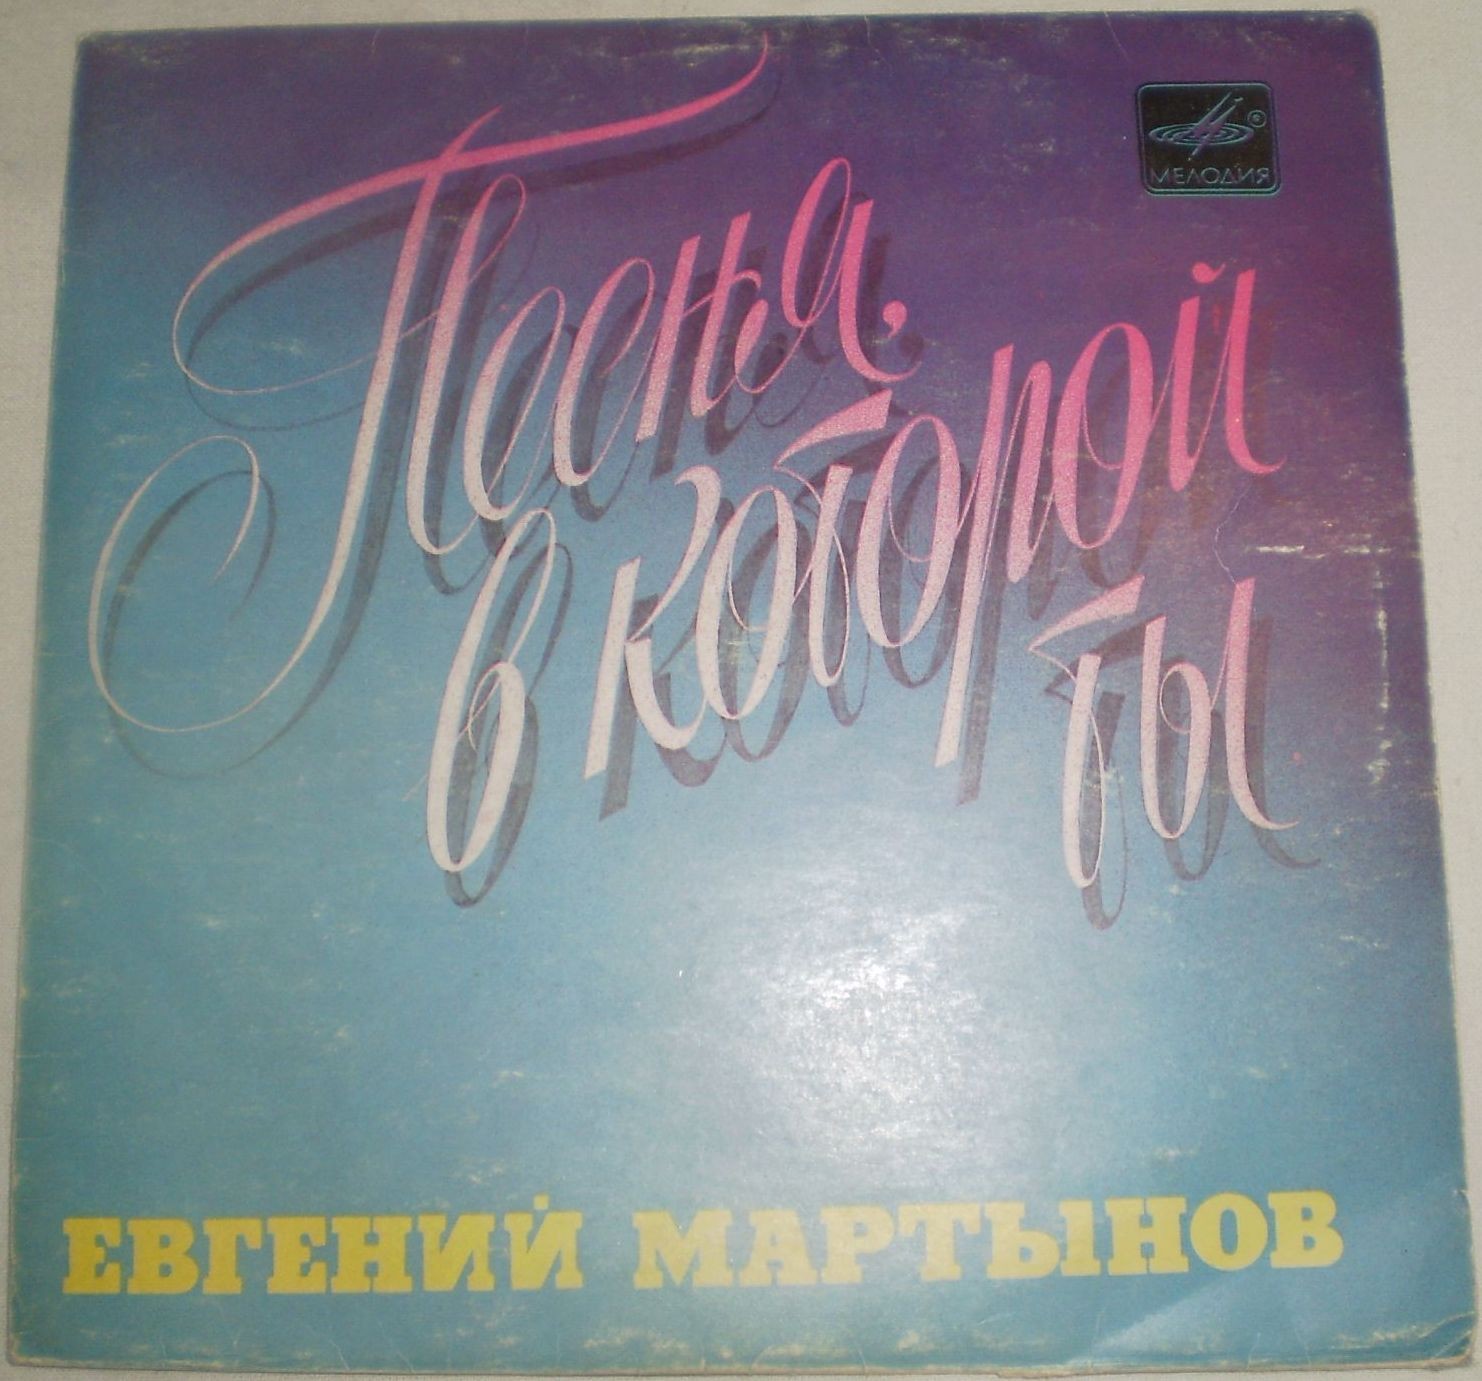 МЕЛОДИЯ
Песня,
в которой
ты
ЕВГЕНИЙ МАРТЫНОВ